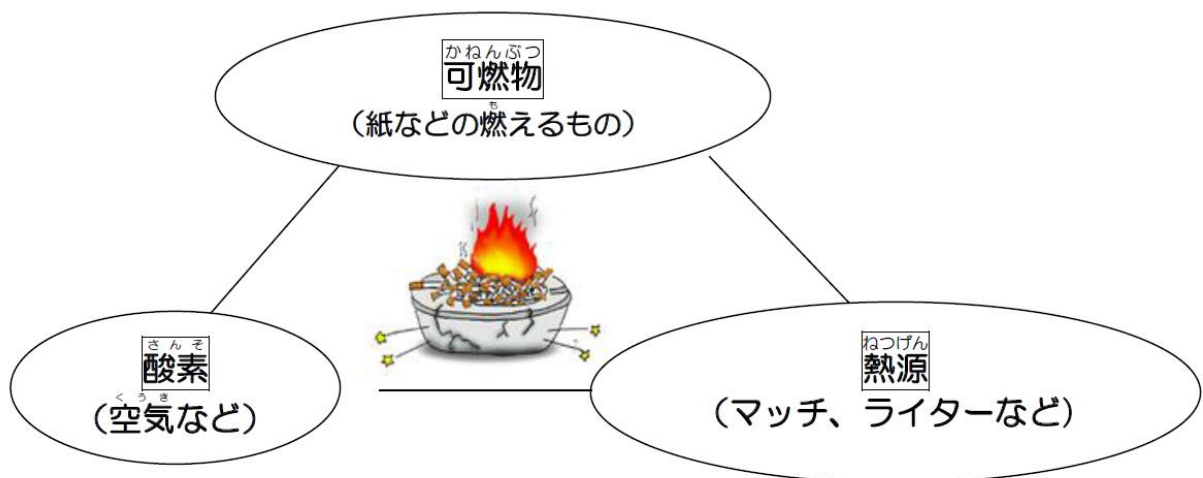 かねんぶつ
可燃物
も
（紙などの燃えるもの）
さんそ
酸素
くうき
（空気など）
ねつげん
熱源
（マッチ、ライターなど）